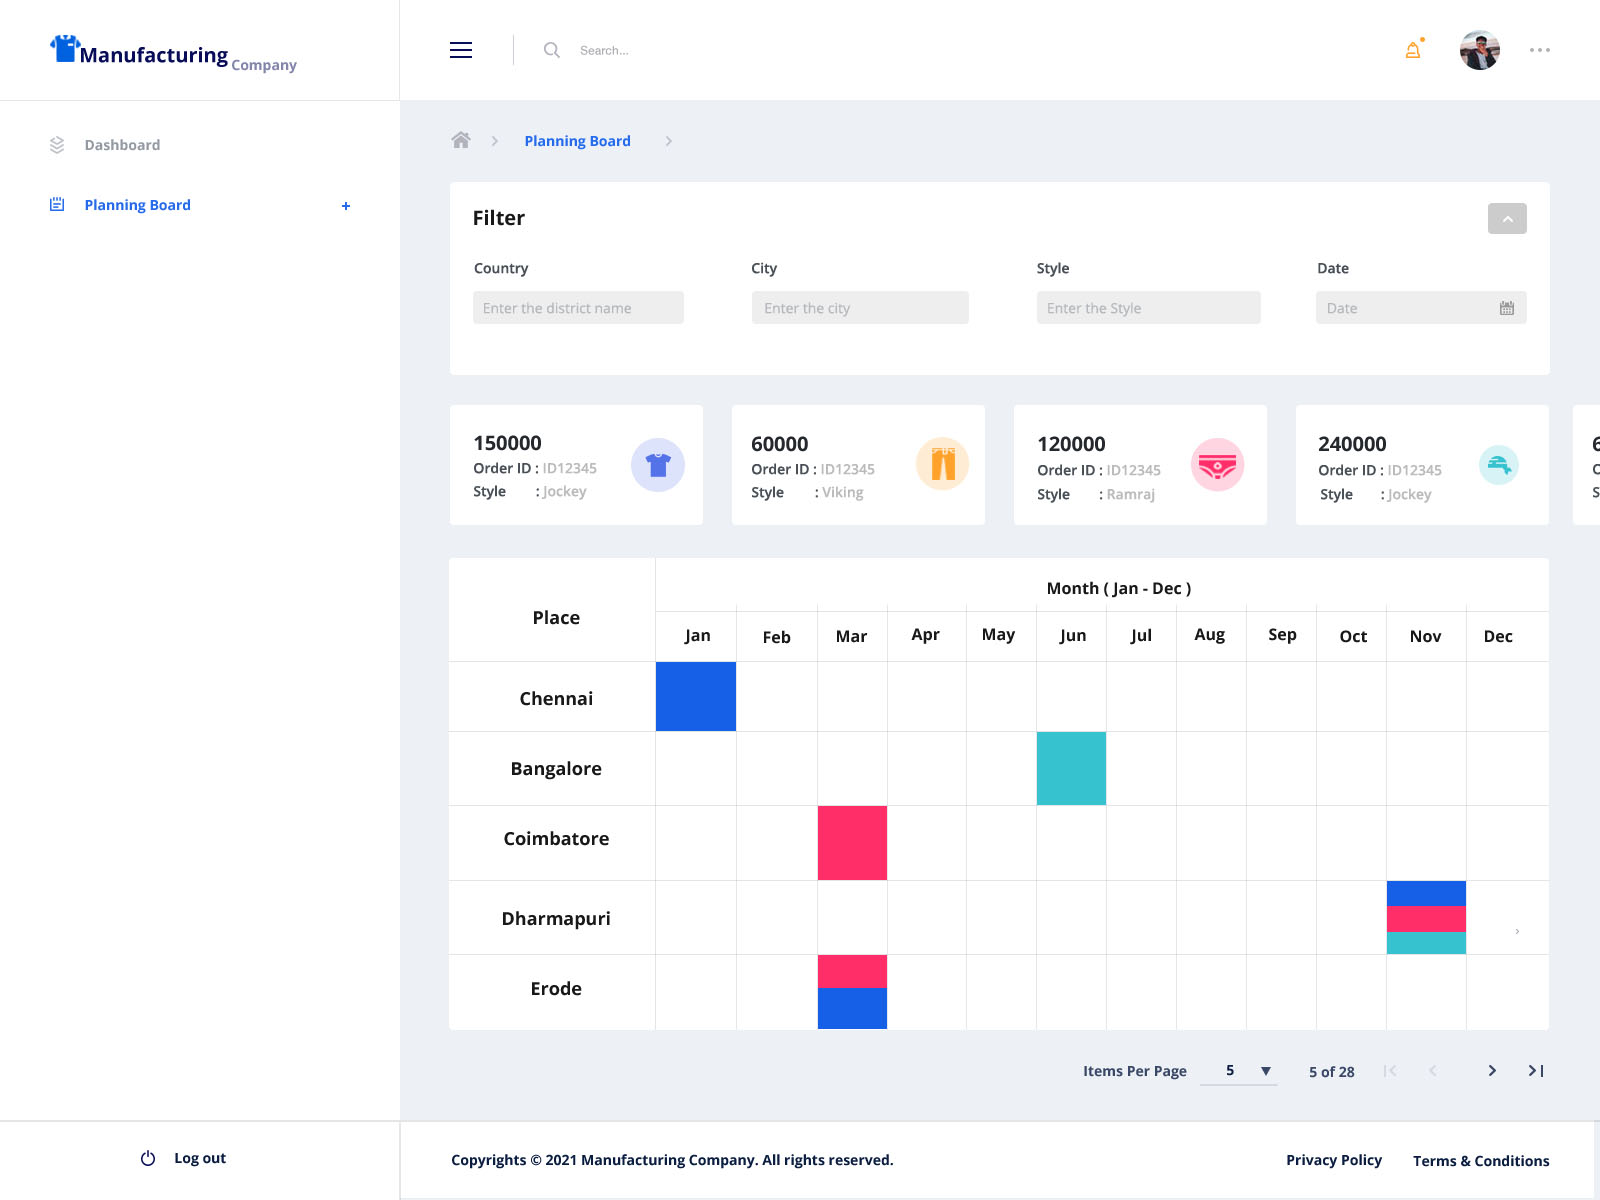 Manufacturing Company
Search...
Dashboard
Planning Board +
Planning Board
Filter
Country City Style Date
Enter the district name Enter the city Enter the Style Date
150000
Order ID : ID12345
Style : Jockey
60000
Order ID : ID12345
Style : Viking
120000
Order ID : ID12345
Style : Ramraj
240000
Order ID : ID12345
Style : Jockey
Place
Month ( Jan - Dec )
Jan Feb Mar Apr May Jun Jul Aug Sep Oct Nov Dec
Chennai
Bangalore
Coimbatore
Dharmapuri
Erode
Items Per Page 5 5 of 28
Log out
Copyrights © 2021 Manufacturing Company. All rights reserved.
Privacy Policy Terms & Conditions